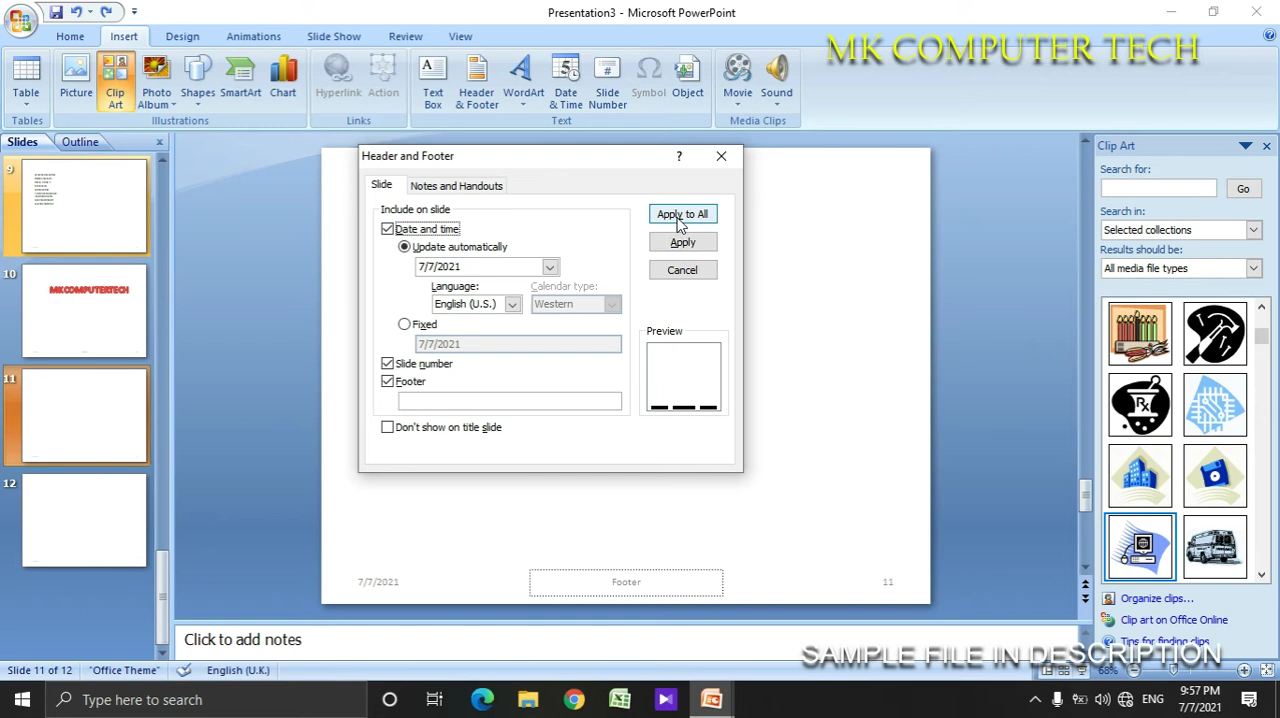 Presentation3 - Microsoft PowerPoint
Home Insert Design Animations Slide Show Review View
MK COMPUTER TECH
Table Picture Clip Art Photo Album Shapes SmartArt Chart Hyperlink Action Text Box Header & Footer WordArt Date & Time Slide Number Symbol Object Movie Sound
Tables Illustrations Links Text Media Clips
Slides Outline
9
10
MK COMPUTER TECH
11
12
Header and Footer
Slide Notes and Handouts
Include on slide
Date and time
Update automatically
7/7/2021
Language: Calendar type:
English (U.S.) Western
Fixed
7/7/2021
Slide number
Footer
Don't show on title slide
Apply to All
Apply
Cancel
Preview
7/7/2021 Footer 11
Clip Art
Search for:
Go
Search in:
Selected collections
Results should be:
All media file types
Rx
Organize clips...
Clip art on Office Online
Tips for finding clips
Click to add notes
SAMPLE FILE IN DESCRIPTION
Slide 11 of 12 "Office Theme" English (U.K.) 68%
Type here to search
ENG
9:57 PM
7/7/2021